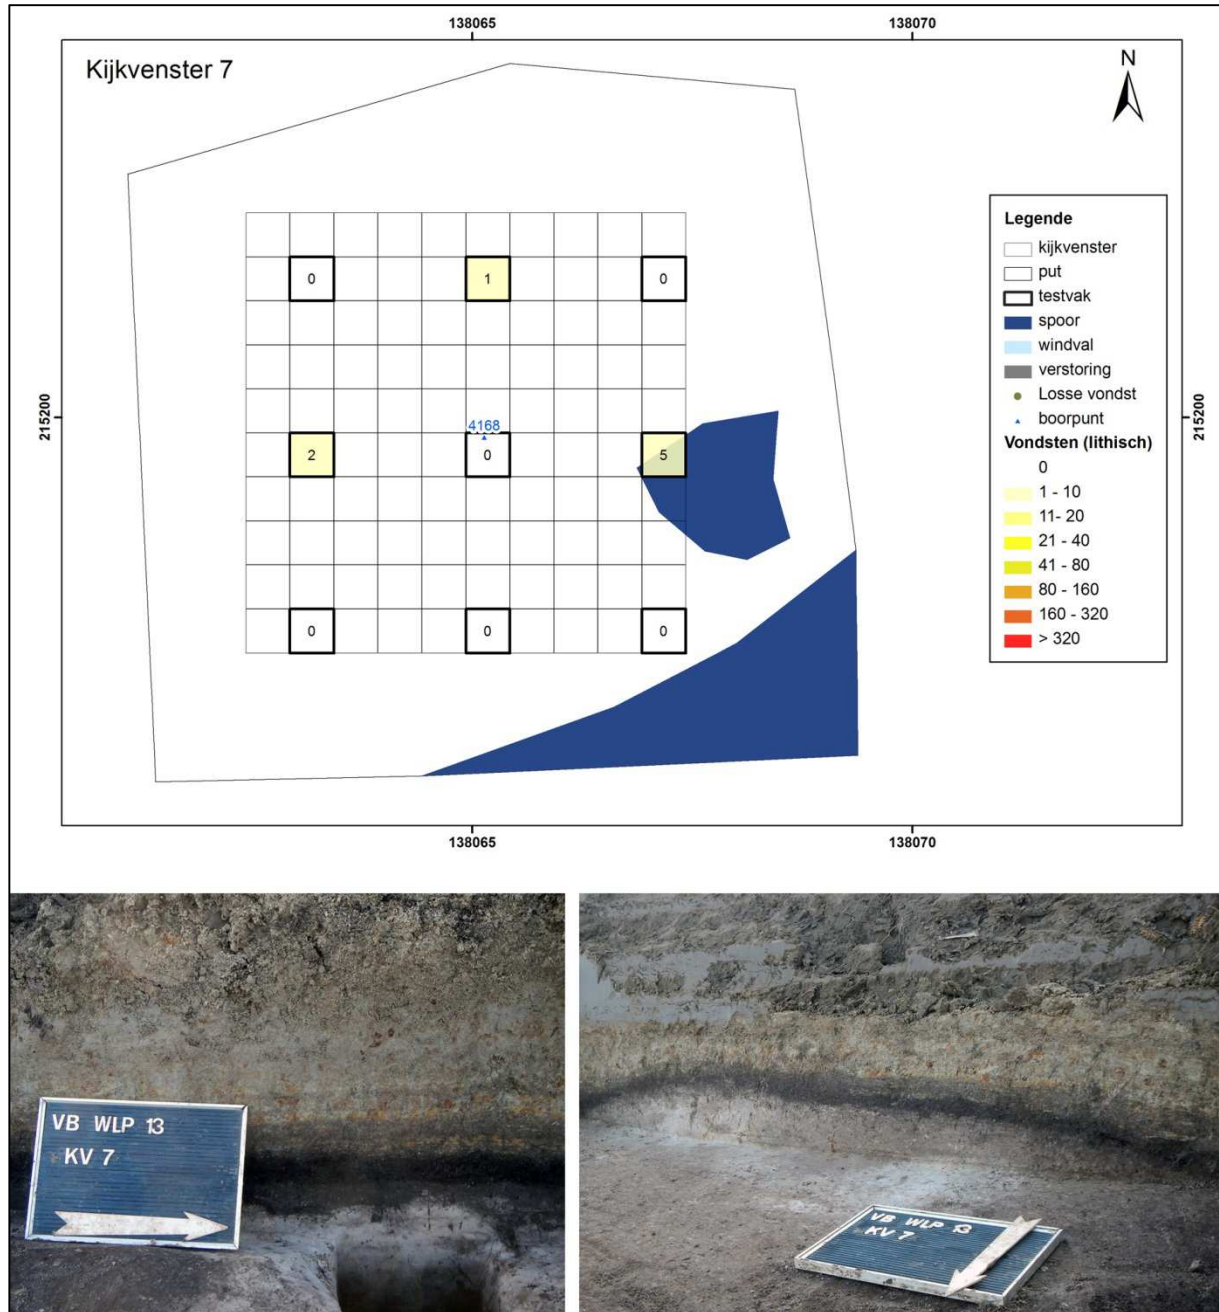 138065
138070
Kijkvenster 7
N
Legende
kijkvenster
put
testvak
spoor
windval
verstoring
Losse vondst
boorpunt
Vondsten (lithisch)
0
1 - 10
11- 20
21 - 40
41 - 80
80 - 160
160 - 320
> 320
0
1
0
215200
215200
4168
2
0
5
0
0
0
138065
138070
VB WLP 13
KV 7
VB WLP 13
KV 7